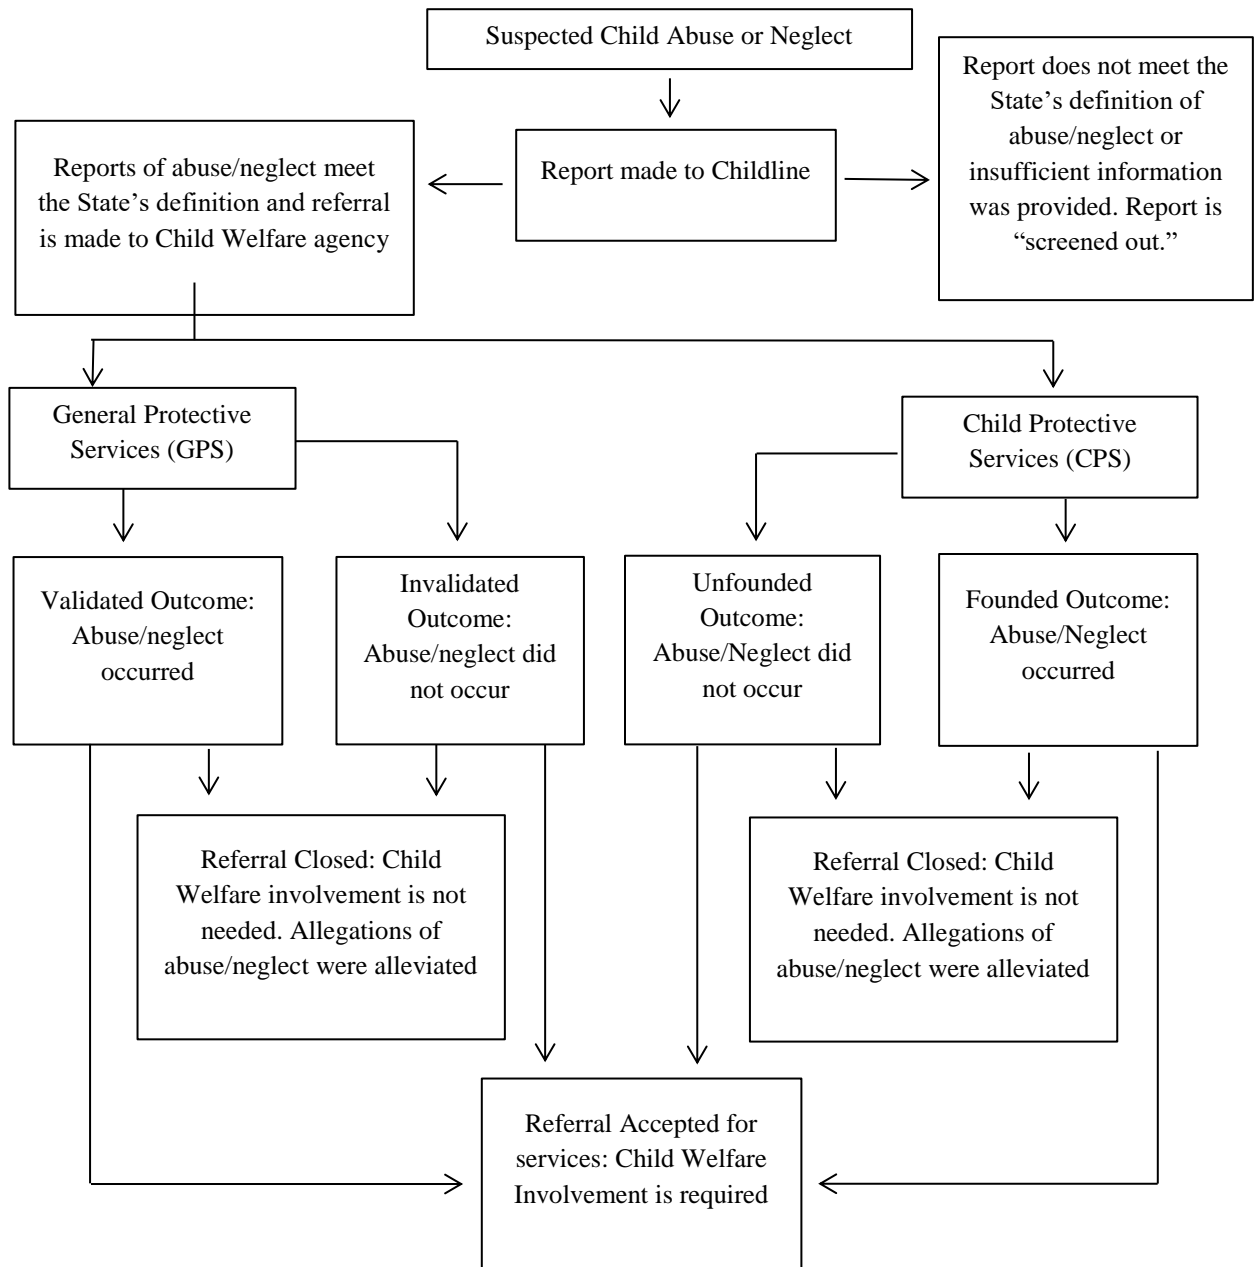 Suspected Child Abuse or Neglect
Report does not meet the
State’s definition of
abuse/neglect or
insufficient information
was provided. Report is
“screened out.”
Reports of abuse/neglect meet
the State’s definition and referral
is made to Child Welfare agency
Report made to Childline
General Protective
Services (GPS)
Child Protective
Services (CPS)
Validated Outcome:
Abuse/neglect
occurred
Invalidated
Outcome:
Abuse/neglect did
not occur
Unfounded
Outcome:
Abuse/Neglect did
not occur
Founded Outcome:
Abuse/Neglect
occurred
Referral Closed: Child
Welfare involvement is not
needed. Allegations of
abuse/neglect were alleviated
Referral Closed: Child
Welfare involvement is not
needed. Allegations of
abuse/neglect were alleviated
Referral Accepted for
services: Child Welfare
Involvement is required